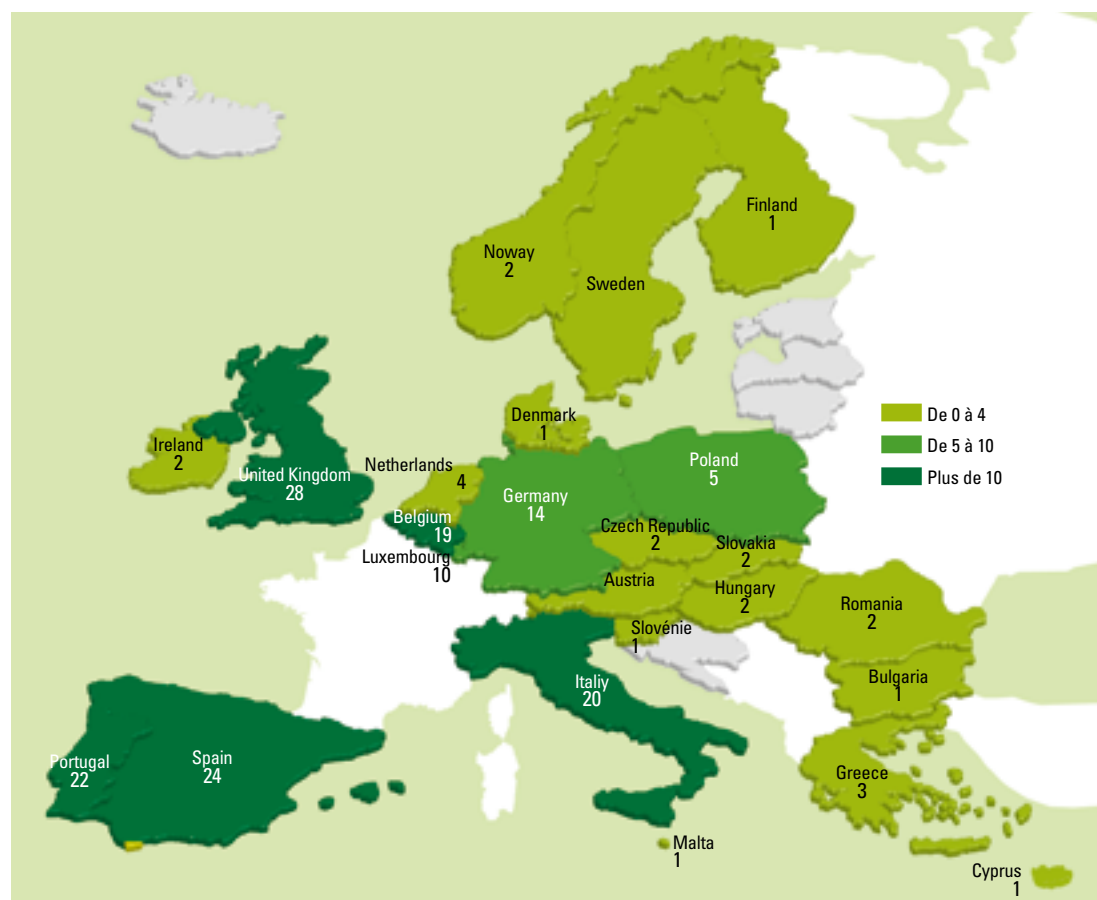 Finland
1
Noway
2
Sweden
Denmark
1
De 0 à 4
De 5 à 10
Plus de 10
Ireland
2
United Kingdom
28
Netherlands
4
Poland
5
Germany
14
Belgium
19
Czech Republic
2
Slovakia
2
Luxembourg
10
Austria
Hungary
2
Romania
2
Slovénie
1
Bulgaria
1
Italiy
20
Portugal
22
Spain
24
Greece
3
Malta
1
Cyprus
1